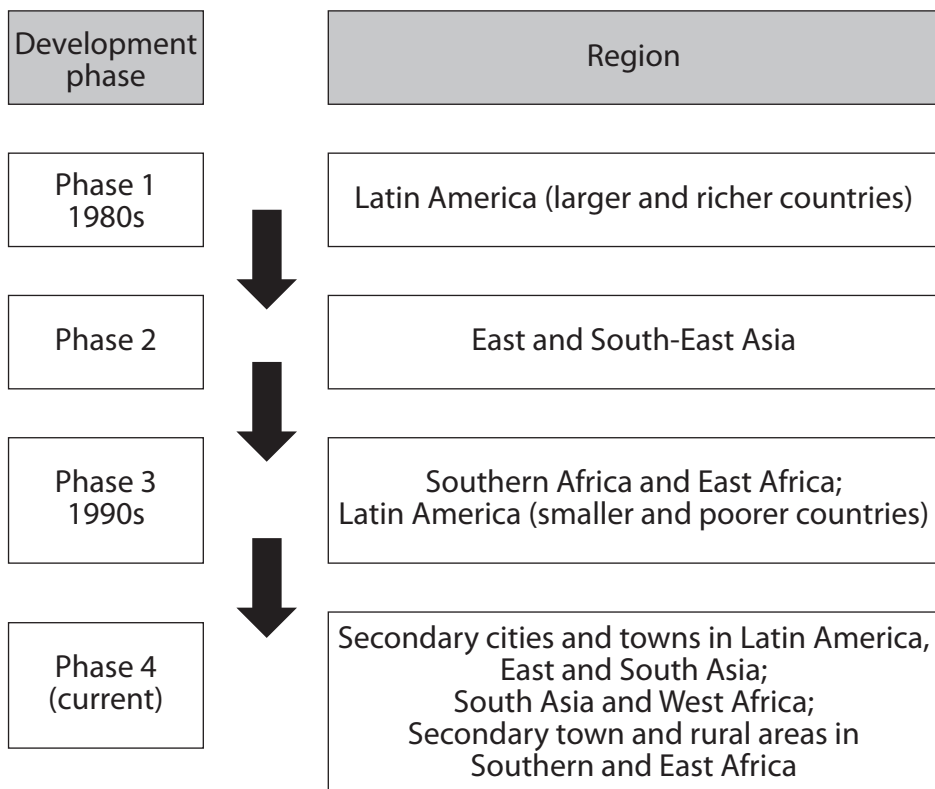 Development
phase
Region
Phase 1
1980s
Latin America (larger and richer countries)
Phase 2
East and South-East Asia
Phase 3
1990s
Southern Africa and East Africa;
Latin America (smaller and poorer countries)
Phase 4
(current)
Secondary cities and towns in Latin America,
East and South Asia;
South Asia and West Africa;
Secondary town and rural areas in
Southern and East Africa